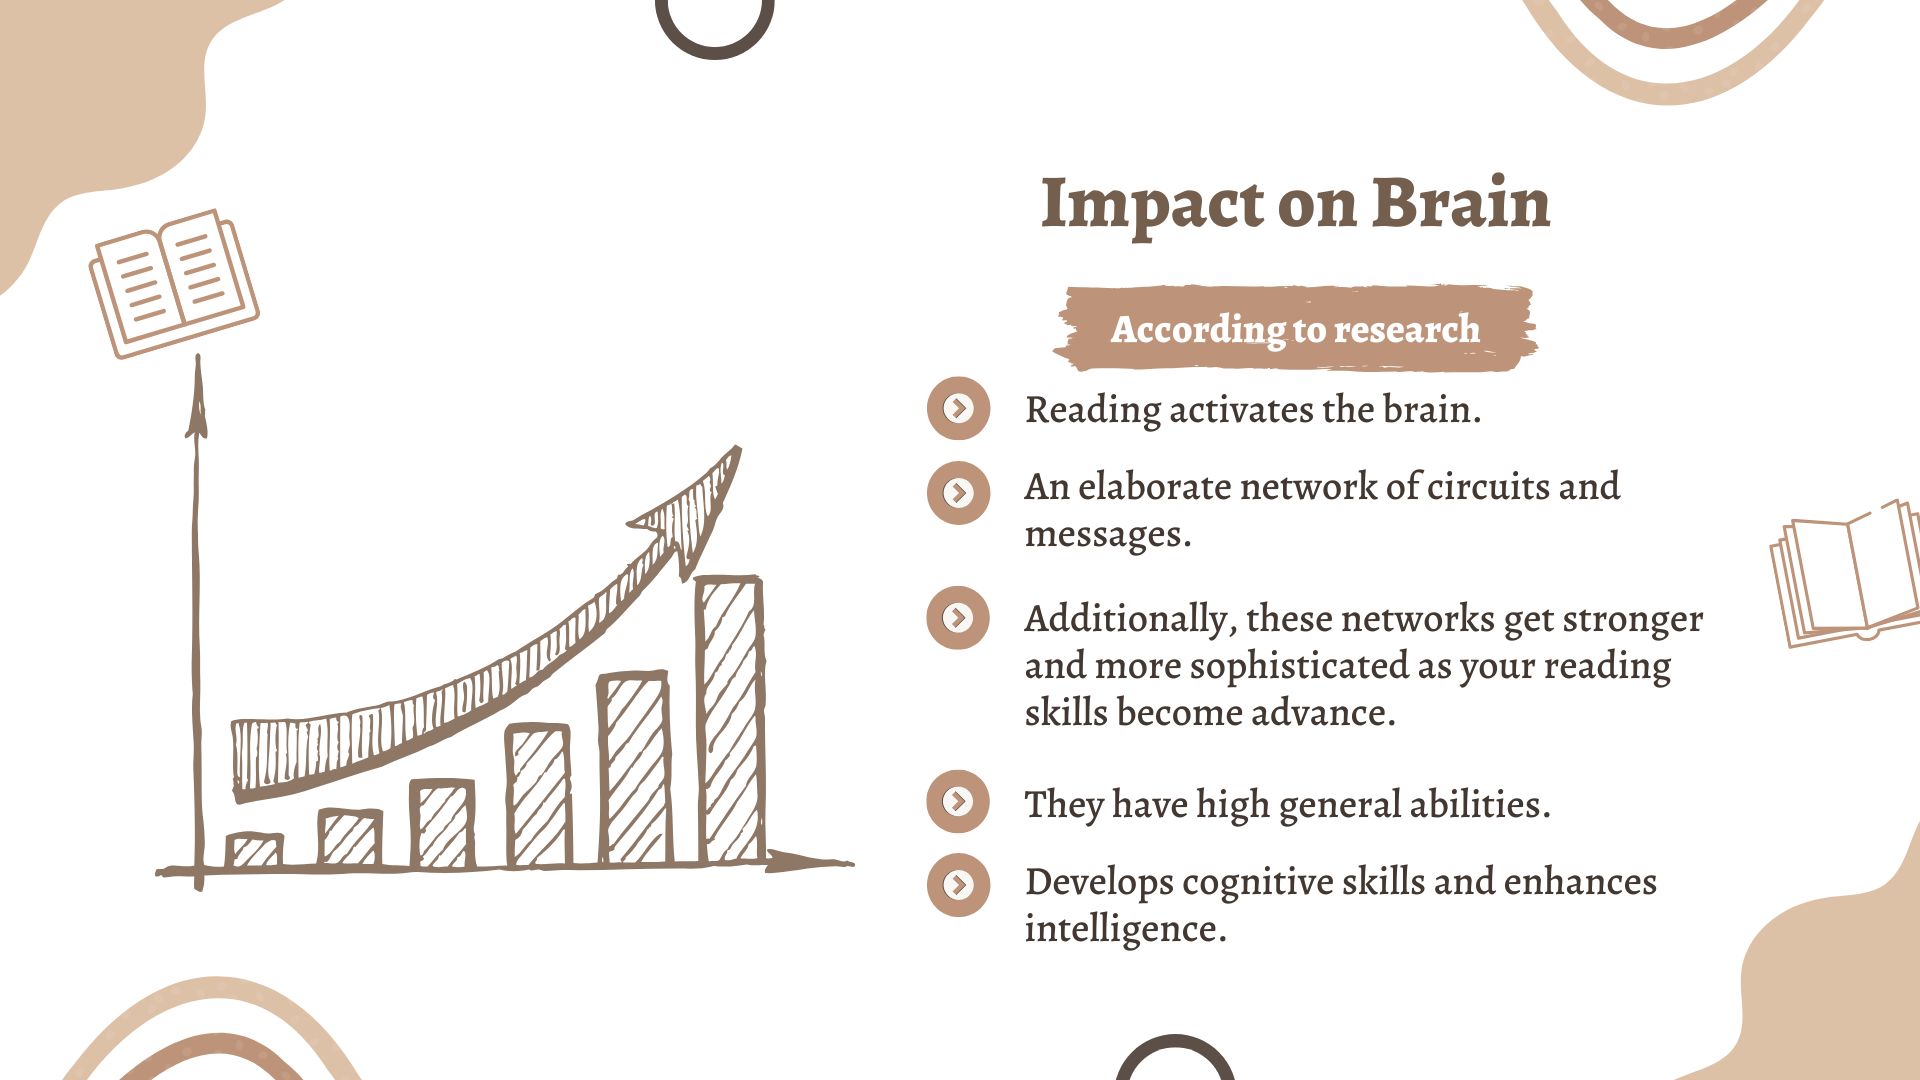 Impact on Brain
According to research
Reading activates the brain.
An elaborate network of circuits and
messages.
Additionally, these networks get stronger
and more sophisticated as your reading
skills become advance.
They have high general abilities.
Develops cognitive skills and enhances
intelligence.